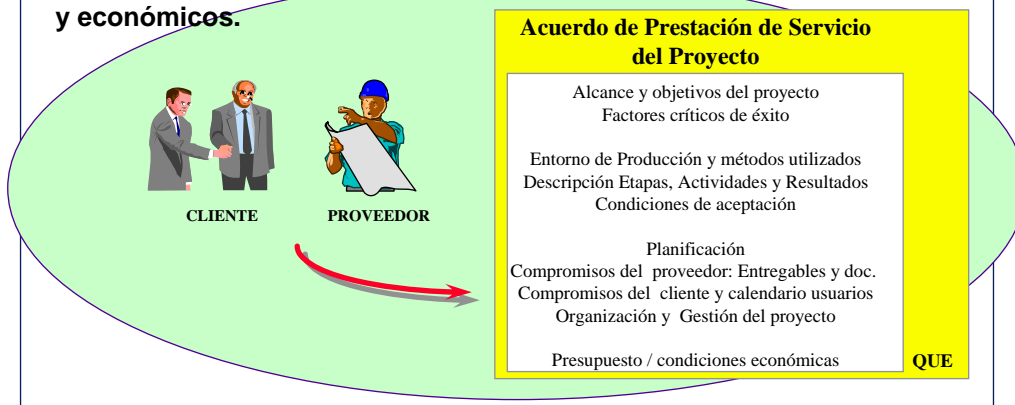 y económicos.
Acuerdo de Prestación de Servicio
del Proyecto
Alcance y objetivos del proyecto
Factores críticos de éxito
Entorno de Producción y métodos utilizados
Descripción Etapas, Actividades y Resultados
Condiciones de aceptación
Planificación
Compromisos del proveedor: Entregables y doc.
Compromisos del cliente y calendario usuarios
Organización y Gestión del proyecto
Presupuesto / condiciones económicas
QUE
CLIENTE
PROVEEDOR